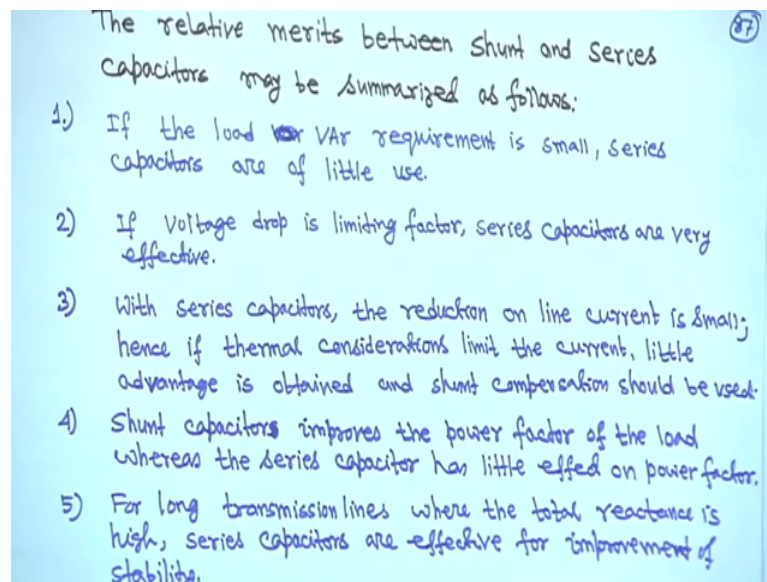 The relative merits between shunt and series
87
capacitors may be summarized as follows:
1.) If the load VAr requirement is small, series
capacitors are of little use.
2) If voltage drop is limiting factor, series capacitors are very
effective.
3) With series capacitors, the reduction on line current is small;
hence if thermal considerations limit the current, little
advantage is obtained and shunt compensation should be used.
4) Shunt capacitors improves the power factor of the load
whereas the series capacitor has little effect on power factor.
5) For long transmission lines where the total reactance is
high, series capacitors are effective for improvement of
stability.